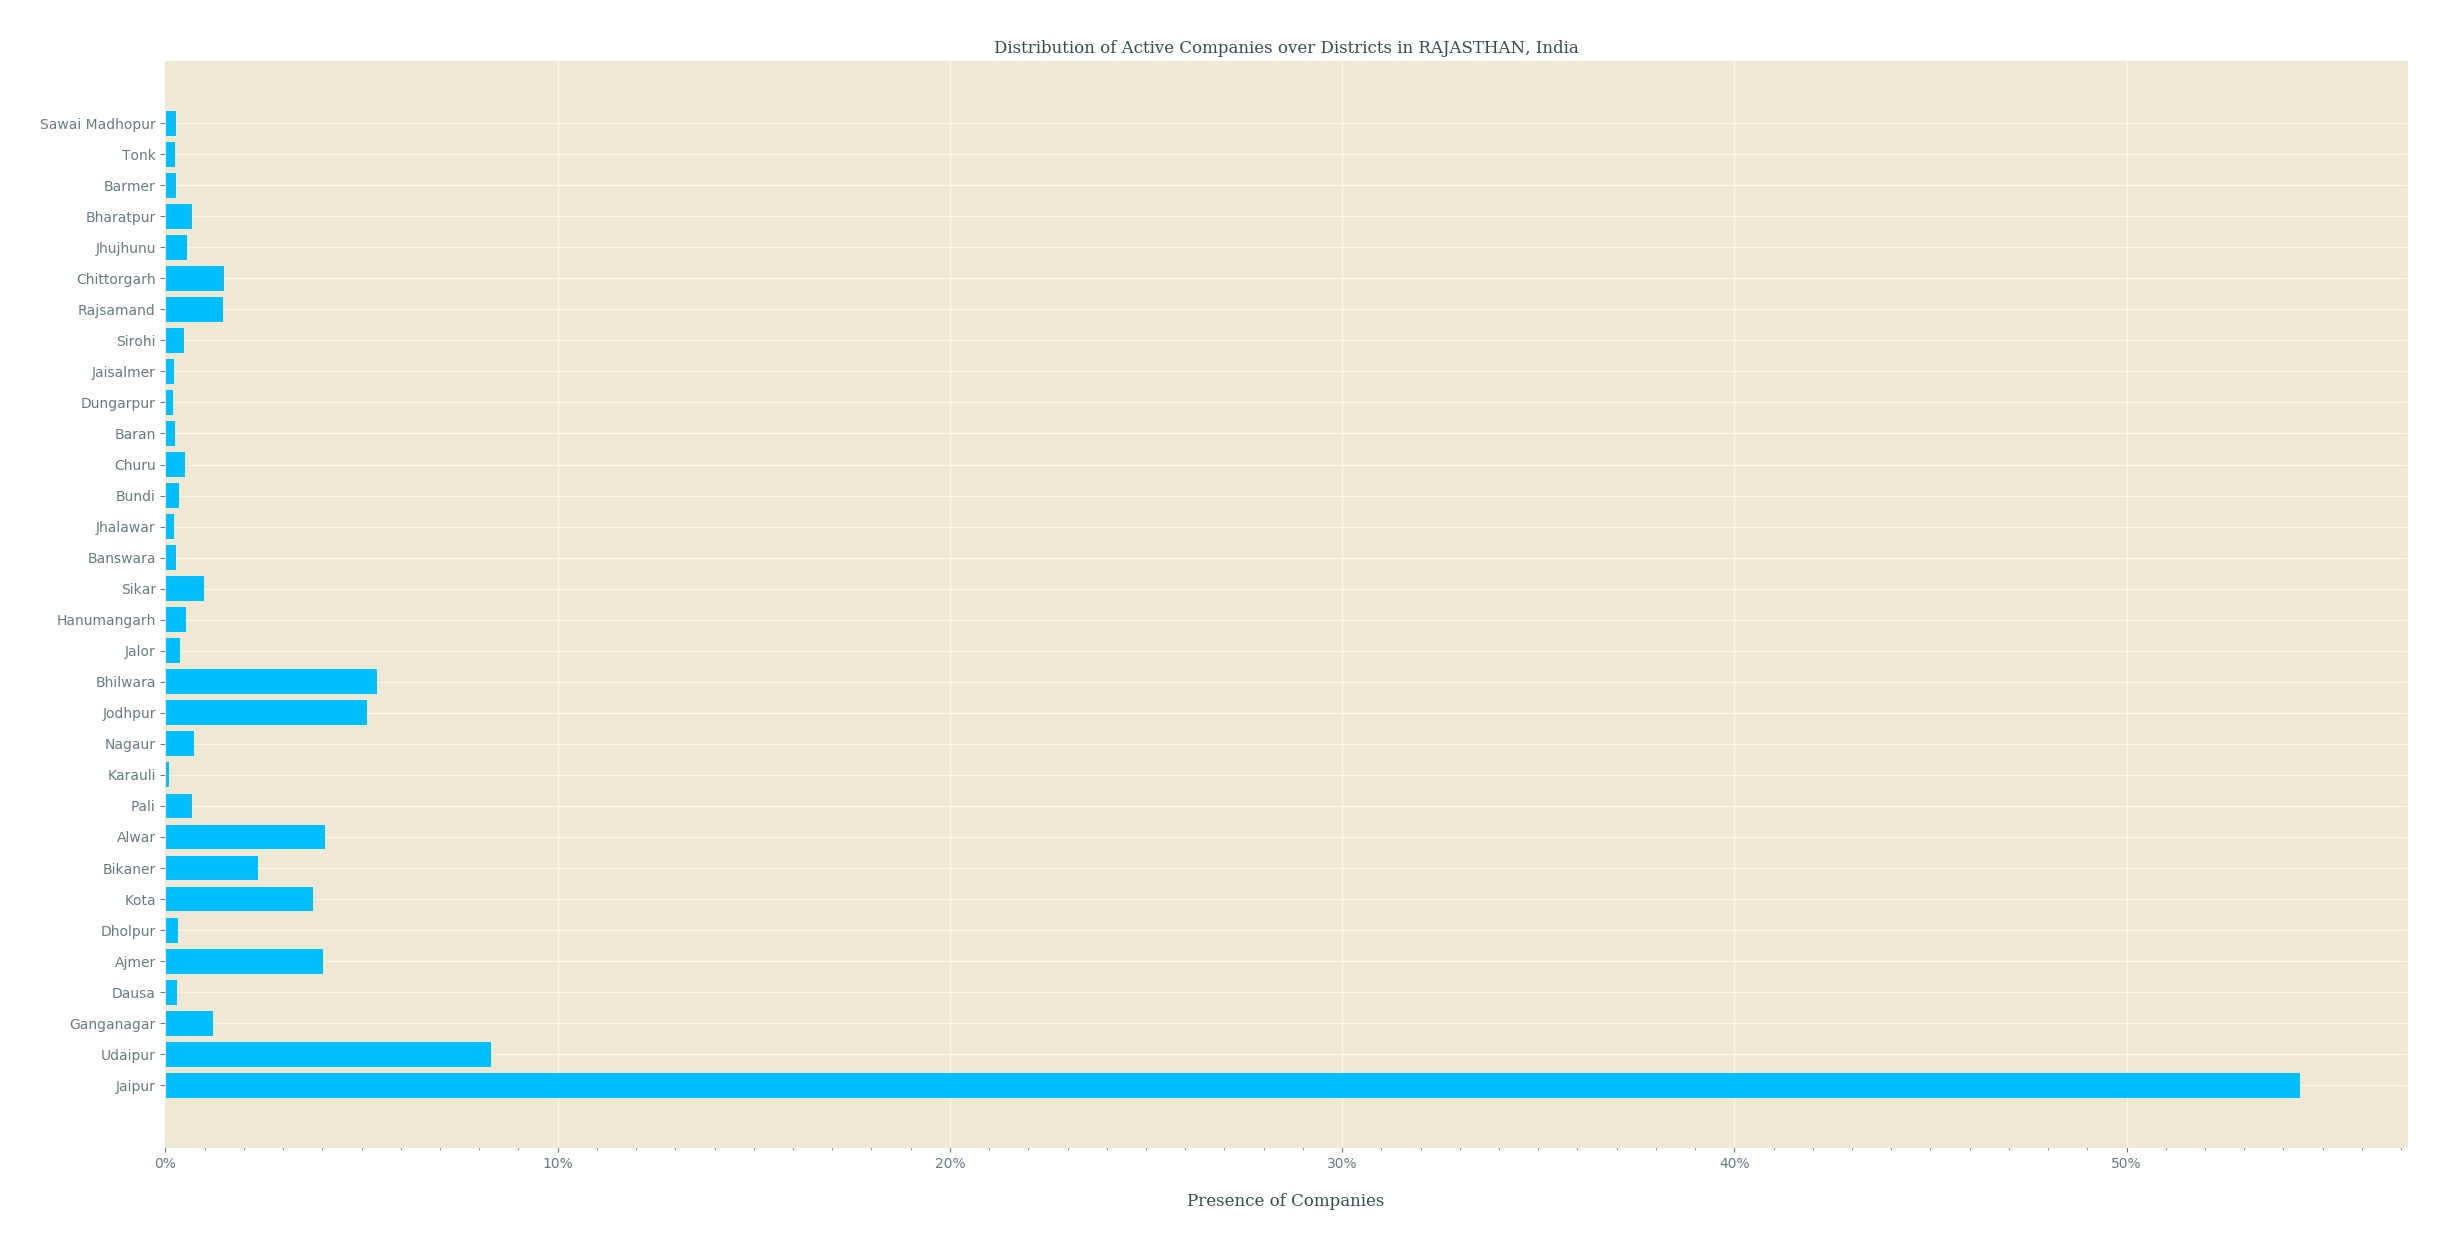 Distribution of Active Companies over Districts in RAJASTHAN, India
Sawai Madhopur
Tonk
Barmer
Bharatpur
Jhujhunu
Chittorgarh
Rajsamand
Sirohi
Jaisalmer
Dungarpur
Baran
Churu
Bundi
Jhalawar
Banswara
Sikar
Hanumangarh
Jalor
Bhilwara
Jodhpur
Nagaur
Karauli
Pali
Alwar
Bikaner
Kota
Dholpur
Ajmer
Dausa
Ganganagar
Udaipur
Jaipur
0% 10% 20% 30% 40% 50%
Presence of Companies